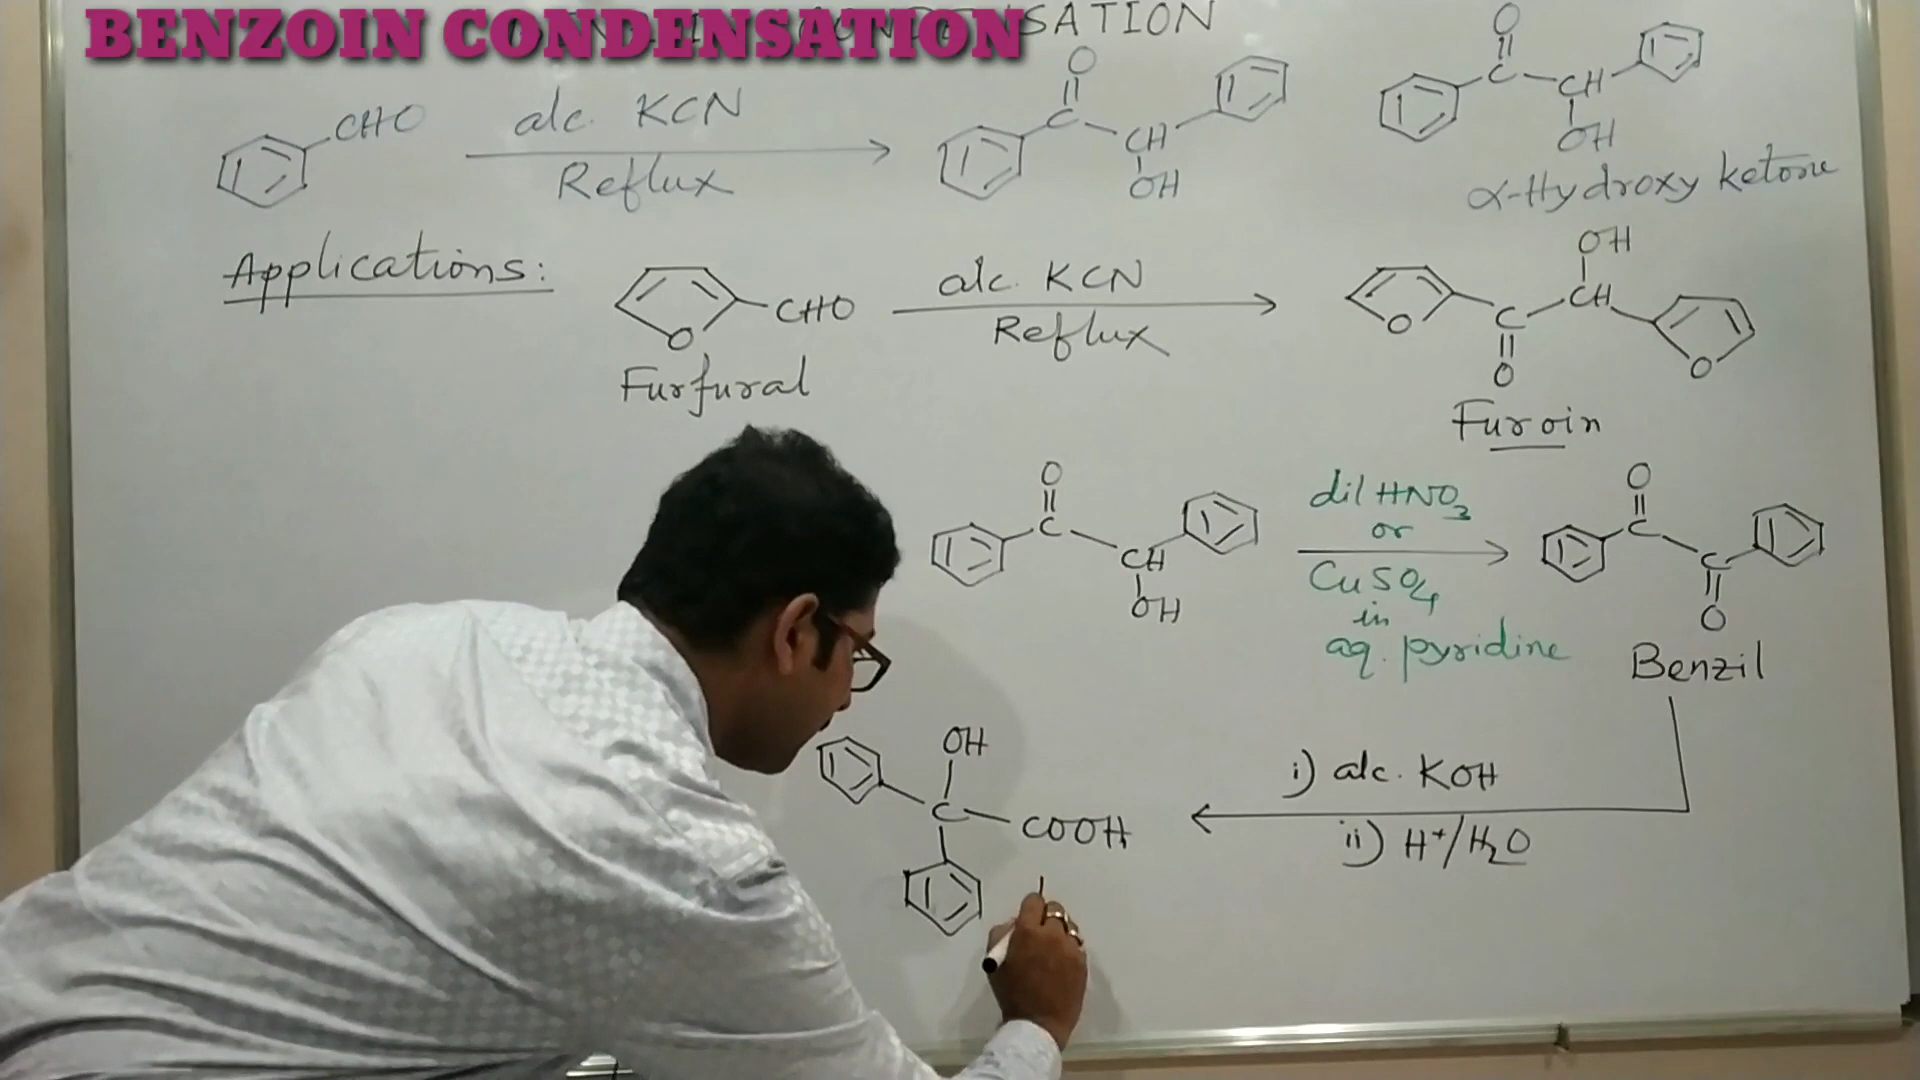 BENZOIN CONDENSATION
CHO
alc. KCN
Reflux
O
C
CH
OH
O
C
CH
OH
α-Hydroxy ketone
Applications:
O
CHO
Furfural
alc. KCN
Reflux
OH
CH
O
C
O
O
Furoin
O
C
CH
OH
dil HNO3
or
CuSO4
in
aq. pyridine
O
C
C
O
Benzil
i) alc. KOH
ii) H+/H2O
OH
C
COOH